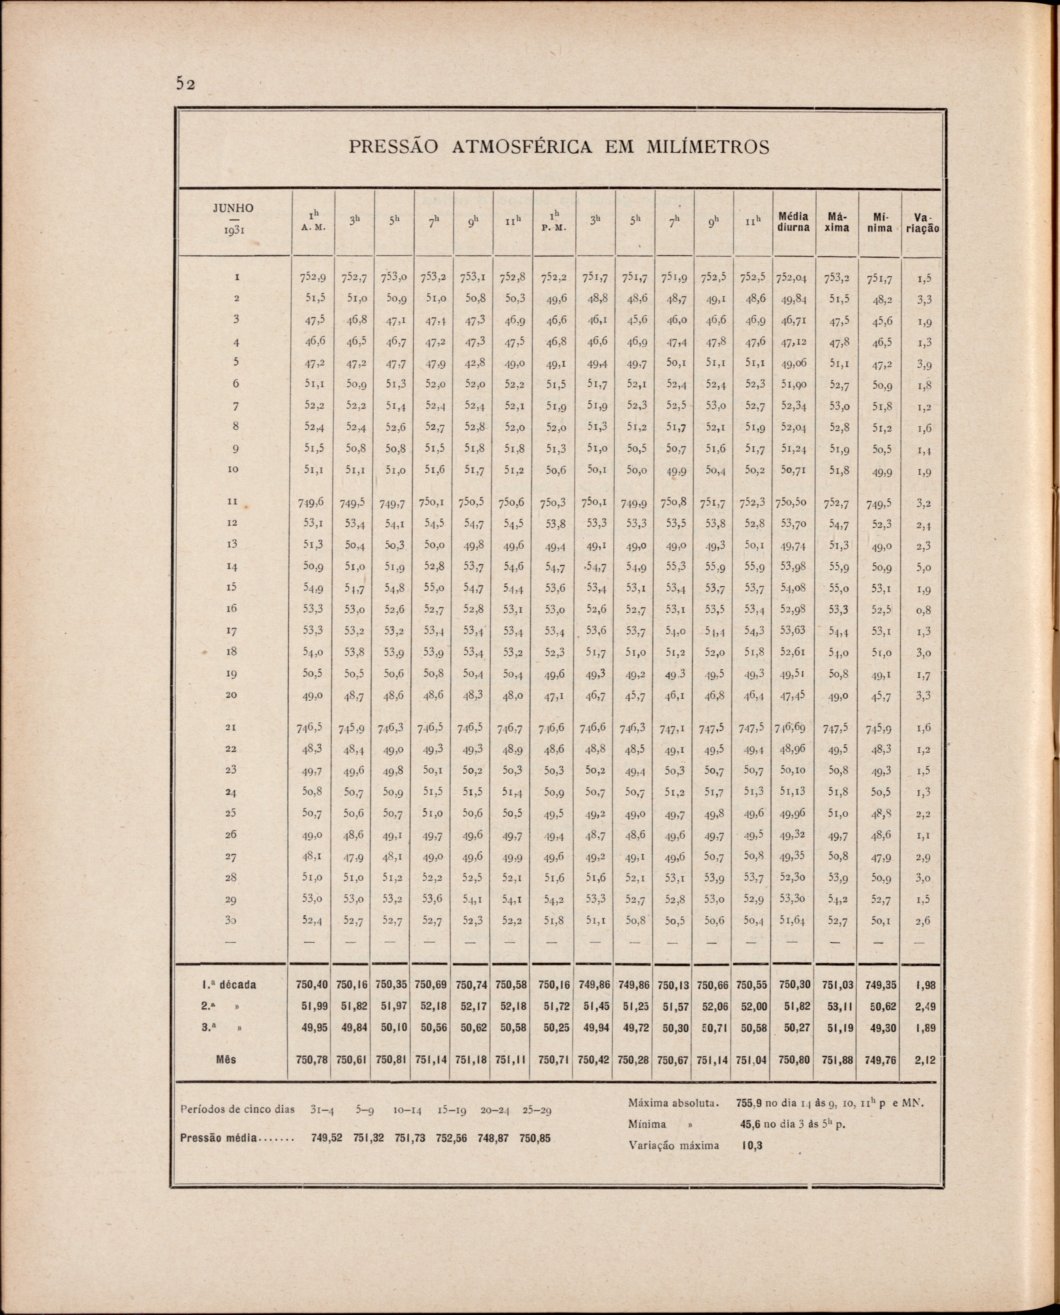 52
PRESSÃO ATMOSFÉRICA EM MILÍMETROS
JUNHO — 1931 1h A. M. 3h 5h 7h 9h 11h 1h P. M. 3h 5h 7h 9h 11h Média diurna Má-xima Mí-nima Va-riação
1 752,9 752,7 753,0 753,2 753,1 752,8 752,2 751,7 751,7 751,9 752,5 752,5 752,04 753,2 751,7 1,5
2 51,5 51,0 50,9 51,0 50,8 50,3 49,6 48,8 48,6 48,7 49,1 48,6 49,84 51,5 48,2 3,3
3 47,5 46,8 47,1 47,4 47,3 46,9 46,6 46,1 45,6 46,0 46,6 46,9 46,71 47,5 45,6 1,9
4 46,6 46,5 46,7 47,2 47,3 47,5 46,8 46,6 46,9 47,4 47,8 47,6 47,12 47,8 46,5 1,3
5 47,2 47,2 47,7 47,9 42,8 49,0 49,1 49,4 49,7 50,1 51,1 51,1 49,06 51,1 47,2 3,9
6 51,1 50,9 51,3 52,0 52,0 52,2 51,5 51,7 52,1 52,4 52,4 52,3 51,90 52,7 50,9 1,8
7 52,2 52,2 51,4 52,4 52,4 52,1 51,9 51,9 52,3 52,5 53,0 52,7 52,34 53,0 51,8 1,2
8 52,4 52,4 52,6 52,7 52,8 52,0 52,0 51,3 51,2 51,7 52,1 51,9 52,04 52,8 51,2 1,6
9 51,5 50,8 50,8 51,5 51,8 51,8 51,3 51,0 50,5 50,7 51,6 51,7 51,24 51,9 50,5 1,4
10 51,1 51,1 51,0 51,6 51,7 51,2 50,6 50,1 50,0 49,9 50,4 50,2 50,71 51,8 49,9 1,9
11 749,6 749,5 749,7 750,1 750,5 750,6 750,3 750,1 749,9 750,8 751,7 752,3 750,50 752,7 749,5 3,2
12 53,1 53,4 54,1 54,5 54,7 54,5 53,8 53,3 53,3 53,5 53,8 52,8 53,70 54,7 52,3 2,4
13 51,3 50,4 50,3 50,0 49,8 49,6 49,4 49,1 49,0 49,0 49,3 50,1 49,74 51,3 49,0 2,3
14 50,9 51,0 51,9 52,8 53,7 54,6 54,7 54,7 54,9 55,3 55,9 55,9 53,98 55,9 50,9 5,0
15 54,9 54,7 54,8 55,0 54,7 54,4 53,6 53,4 53,1 53,4 53,7 53,7 54,08 55,0 53,1 1,9
16 53,3 53,0 52,6 52,7 52,8 53,1 53,0 52,6 52,7 53,1 53,5 53,4 52,98 53,3 52,5 0,8
17 53,3 53,2 53,2 53,4 53,4 53,4 53,4 53,6 53,7 54,0 54,4 54,3 53,63 54,4 53,1 1,3
18 54,0 53,8 53,9 53,9 53,4 53,2 52,3 51,7 51,0 51,2 52,0 51,8 52,61 54,0 51,0 3,0
19 50,5 50,5 50,6 50,8 50,4 50,4 49,6 49,3 49,2 49,3 49,5 49,3 49,51 50,8 49,1 1,7
20 49,0 48,7 48,6 48,6 48,3 48,0 47,1 46,7 45,7 46,1 46,8 46,4 47,45 49,0 45,7 3,3
21 746,5 745,9 746,3 746,5 746,5 746,7 746,6 746,6 746,3 747,1 747,5 747,5 746,69 747,5 745,9 1,6
22 48,3 48,4 49,0 49,3 49,3 48,9 48,6 48,8 48,5 49,1 49,5 49,4 48,96 49,5 48,3 1,2
23 49,7 49,6 49,8 50,1 50,2 50,3 50,3 50,2 49,4 50,3 50,7 50,7 50,10 50,8 49,3 1,5
24 50,8 50,7 50,9 51,5 51,5 51,4 50,9 50,7 50,7 51,2 51,7 51,3 51,13 51,8 50,5 1,3
25 50,7 50,6 50,7 51,0 50,6 50,5 49,5 49,2 49,0 49,7 49,8 49,6 49,96 51,0 48,8 2,2
26 49,0 48,6 49,1 49,7 49,6 49,7 49,4 48,7 48,6 49,6 49,7 49,5 49,32 49,7 48,6 1,1
27 48,1 47,9 48,1 49,0 49,6 49,9 49,6 49,2 49,1 49,6 50,7 50,8 49,35 50,8 47,9 2,9
28 51,0 51,0 51,2 52,2 52,5 52,1 51,6 51,6 52,1 53,1 53,9 53,7 52,30 53,9 50,9 3,0
29 53,0 53,0 53,2 53,6 54,1 54,1 54,2 53,3 52,7 52,8 53,0 52,9 53,30 54,2 52,7 1,5
30 52,4 52,7 52,7 52,7 52,3 52,2 51,8 51,1 50,8 50,5 50,6 50,4 51,64 52,7 50,1 2,6
— — — — — — — — — — — — — — — — —
1.ª década 750,40 750,16 750,35 750,69 750,74 750,58 750,16 749,86 749,86 750,13 750,66 750,55 750,30 751,03 749,35 1,98
2.ª » 51,99 51,82 51,97 52,18 52,17 52,18 51,72 51,45 51,25 51,57 52,06 52,00 51,82 53,11 50,62 2,49
3.ª » 49,95 49,84 50,10 50,56 50,62 50,58 50,25 49,94 49,72 50,30 50,71 50,58 50,27 51,19 49,30 1,89
Mês 750,78 750,61 750,81 751,14 751,18 751,11 750,71 750,42 750,28 750,67 751,14 751,04 750,80 751,88 749,76 2,12
Períodos de cinco dias 31-4 5-9 10-14 15-19 20-24 25-29
Pressão média....... 749,52 751,32 751,73 752,56 748,87 750,85
Máxima absoluta. 755,9 no dia 14 às 9, 10, 11h p e MN.
Mínima » 45,6 no dia 3 às 5h p.
Variação máxima 10,3